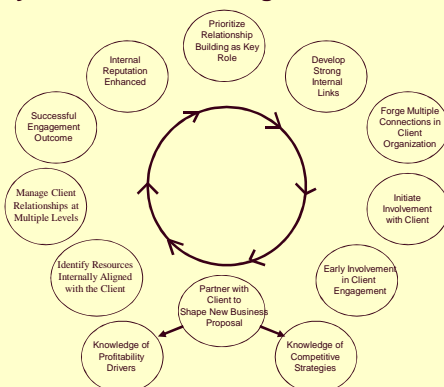 Prioritize
Relationship
Building as Key
Role
Develop
Strong
Internal
Links
Forge Multiple
Connections in
Client
Organization
Initiate
Involvement
with Client
Early Involvement
in Client
Engagement
Partner with
Client to
Shape New Business
Proposal
Knowledge of
Competitive
Strategies
Knowledge of
Profitability
Drivers
Identify Resources
Internally Aligned
with the Client
Manage Client
Relationships at
Multiple Levels
Successful
Engagement
Outcome
Internal
Reputation
Enhanced